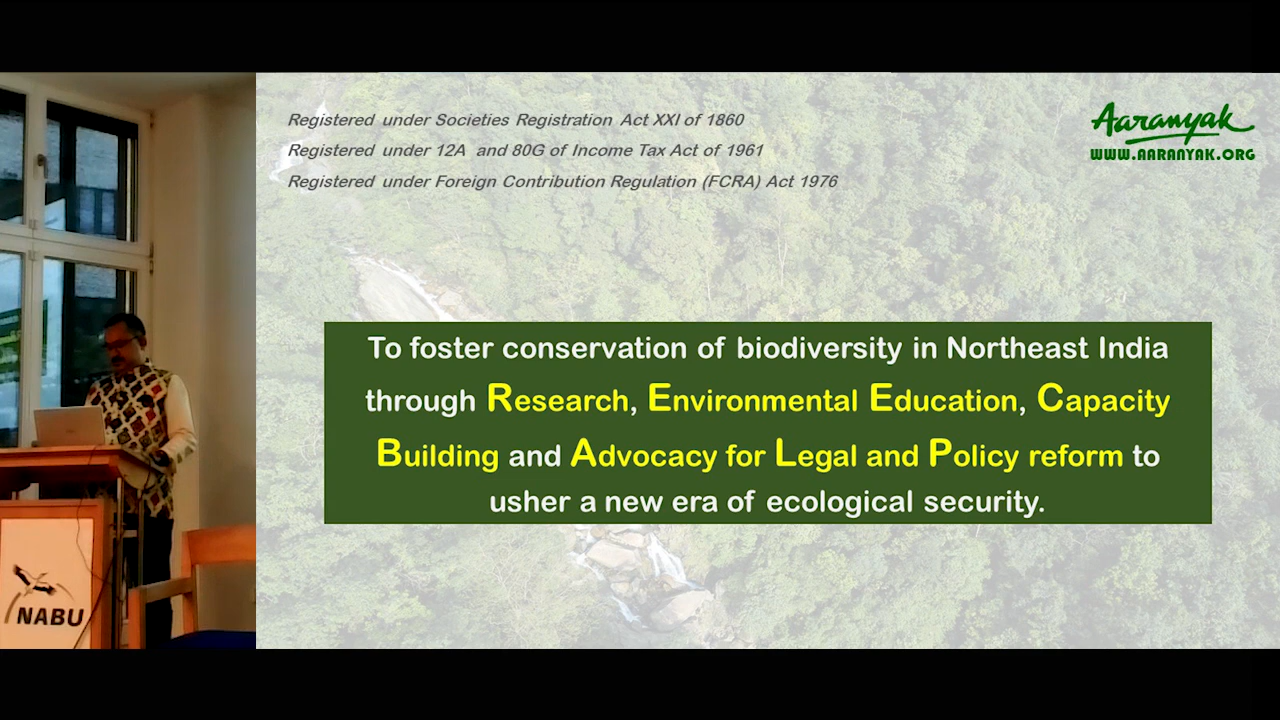 Registered under Societies Registration Act XXI of 1860
Registered under 12A and 80G of Income Tax Act of 1961
Registered under Foreign Contribution Regulation (FCRA) Act 1976
Aaranyak
WWW.AARANYAK.ORG
To foster conservation of biodiversity in Northeast India
through Research, Environmental Education, Capacity
Building and Advocacy for Legal and Policy reform to
usher a new era of ecological security.
NABU